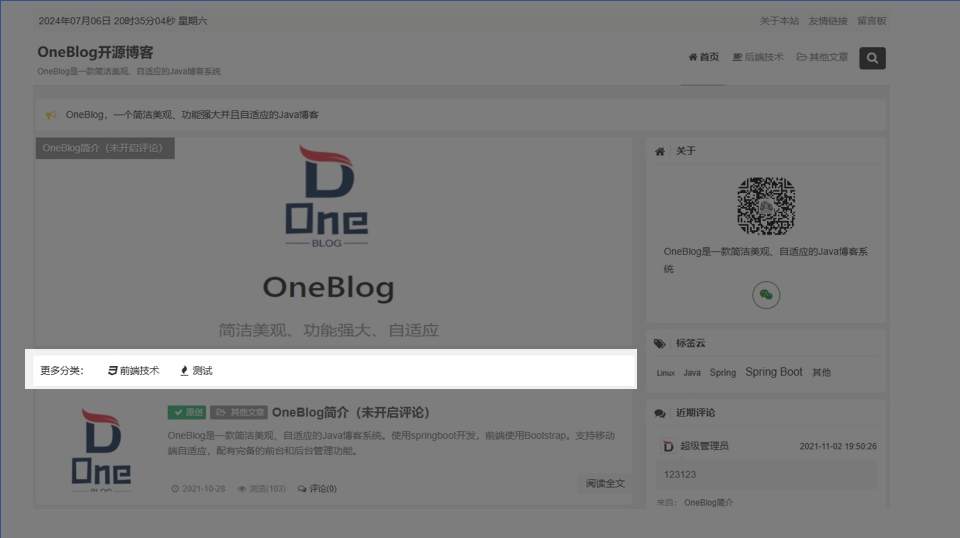 2024年07月06日 20时35分04秒 星期六
关于本站 友情链接 留言板
OneBlog开源博客
OneBlog是一款简洁美观、自适应的Java博客系统
首页 后端技术 其他文章
OneBlog，一个简洁美观、功能强大并且自适应的Java博客
OneBlog简介（未开启评论）
D
One
BLOG
OneBlog
简洁美观、功能强大、自适应
更多分类： 前端技术 测试
D
One
BLOG
原创 其他文章 OneBlog简介（未开启评论）
OneBlog是一款简洁美观、自适应的Java博客系统。使用springboot开发，前端使用Bootstrap。支持移动
端自适应，配有完备的前台和后台管理功能。
2021-10-28 浏览(103) 评论(0)
阅读全文
关于
OneBlog是一款简洁美观、自适应的Java博客系
统
标签云
Linux Java Spring Spring Boot 其他
近期评论
超级管理员 2021-11-02 19:50:26
123123
来自： OneBlog简介